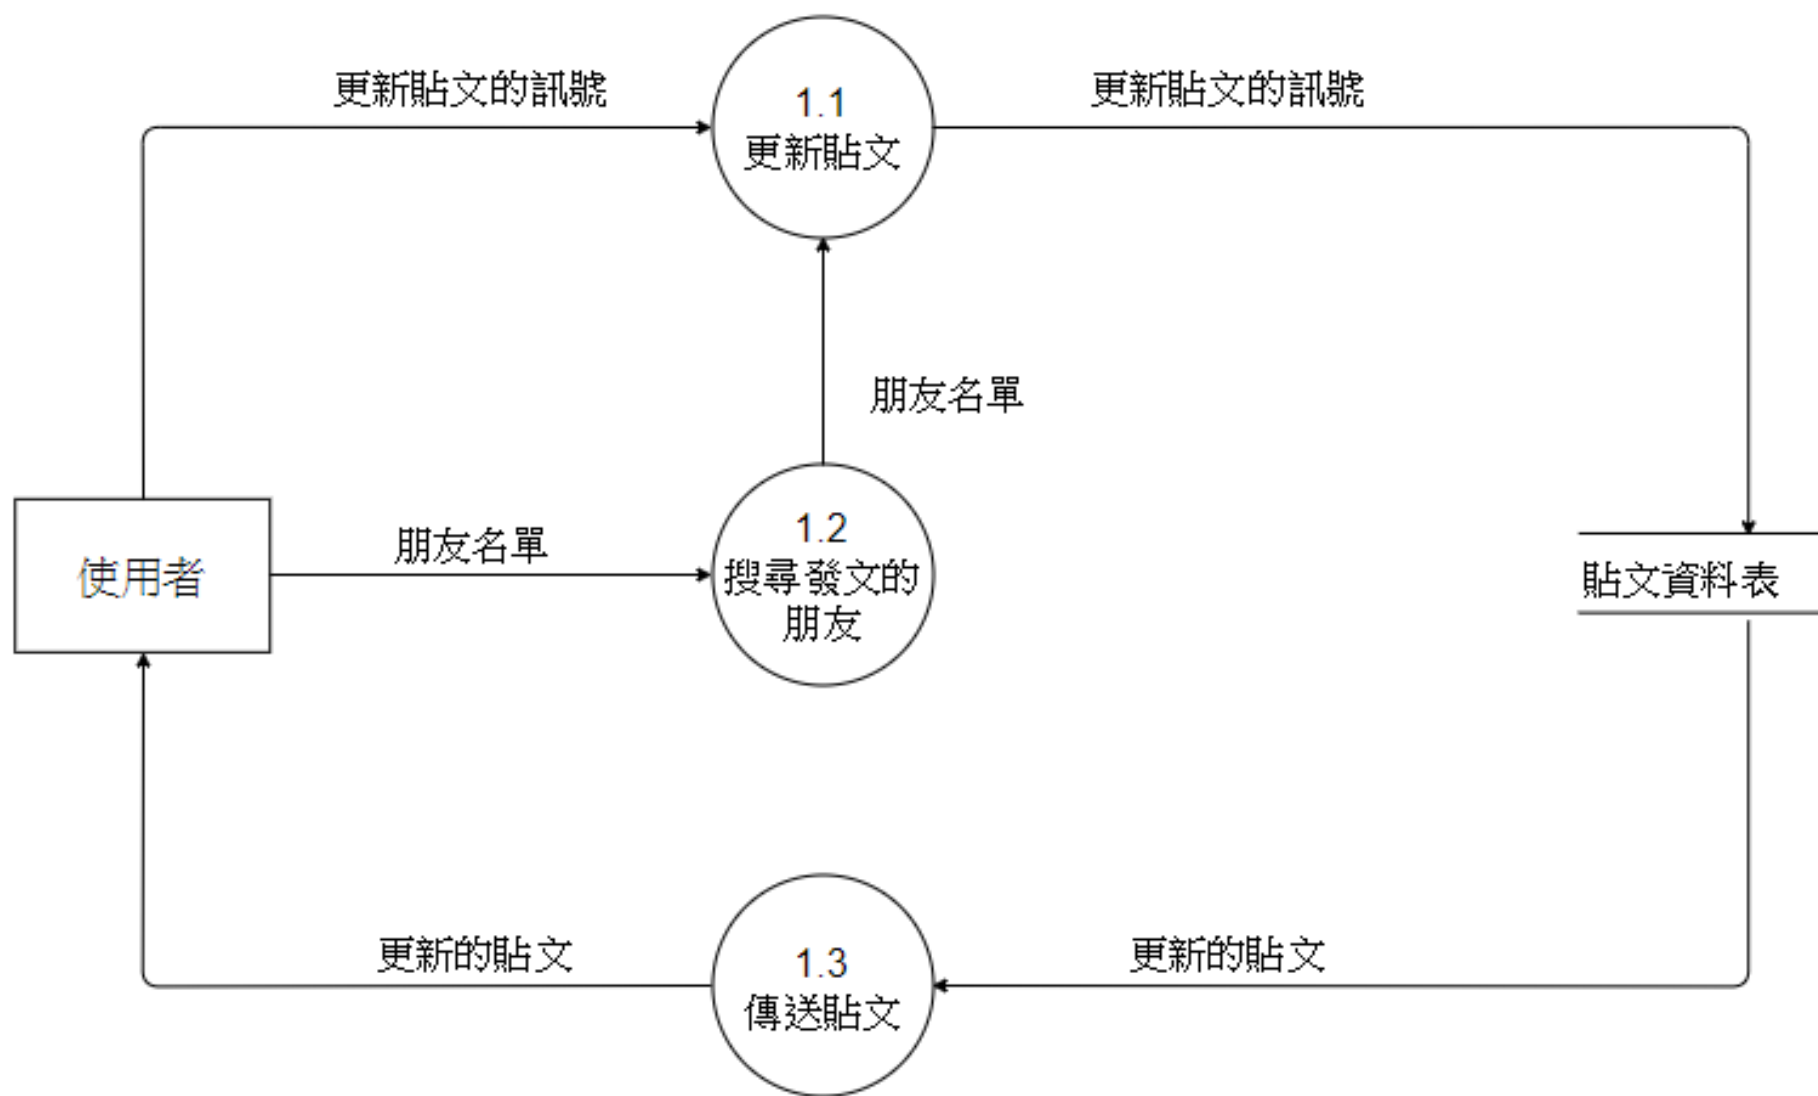 更新貼文的訊號
1.1
更新貼文
更新貼文的訊號
朋友名單
使用者
朋友名單
1.2
搜尋發文的
朋友
貼文資料表
更新的貼文
1.3
傳送貼文
更新的貼文